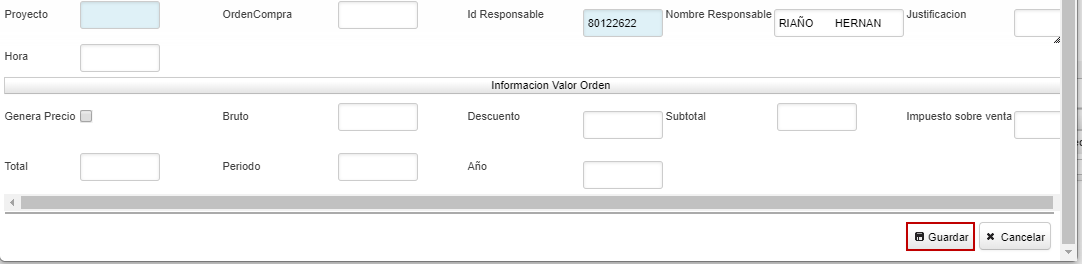 Proyecto OrdenCompra Id Responsable 80122622 Nombre Responsable RIAÑO HERNAN Justificacion
Hora
Informacion Valor Orden
Genera Precio Bruto Descuento Subtotal Impuesto sobre venta
Total Periodo Año
Guardar Cancelar